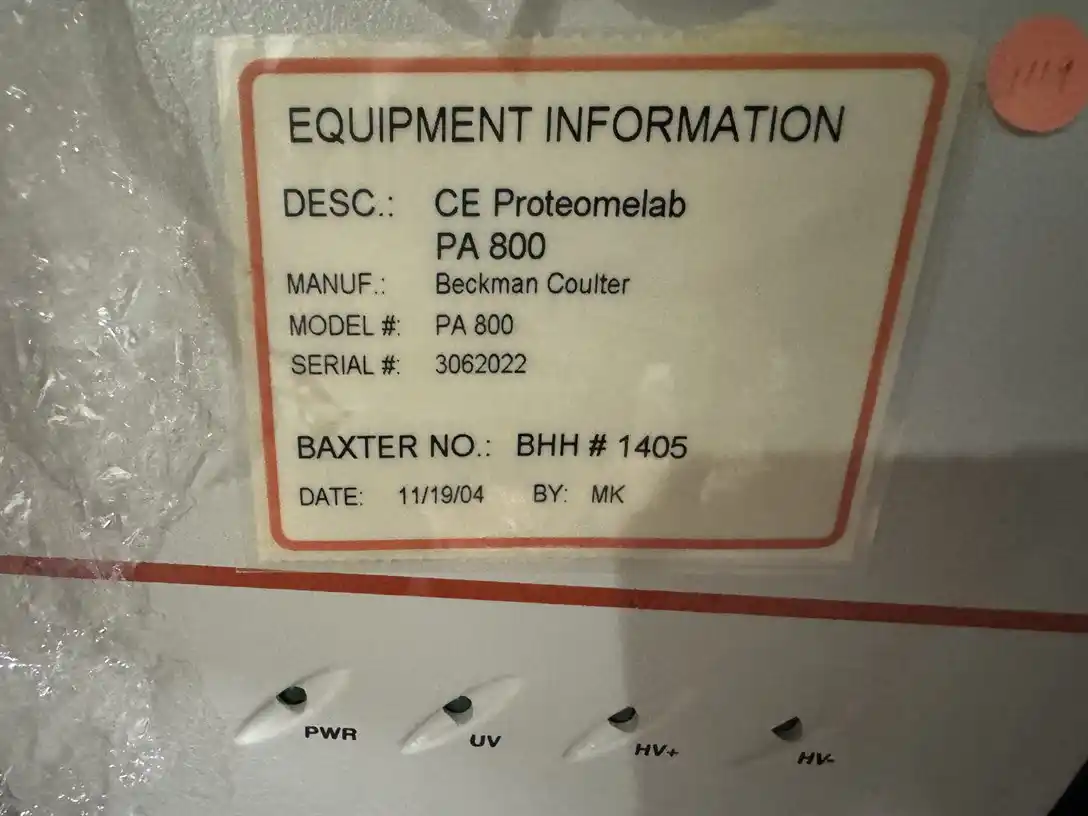 EQUIPMENT INFORMATION
DESC.: CE Proteomelab
PA 800
MANUF.: Beckman Coulter
MODEL #: PA 800
SERIAL #: 3062022
BAXTER NO.: BHH # 1405
DATE: 11/19/04 BY: MK
PWR UV HV+ HV-